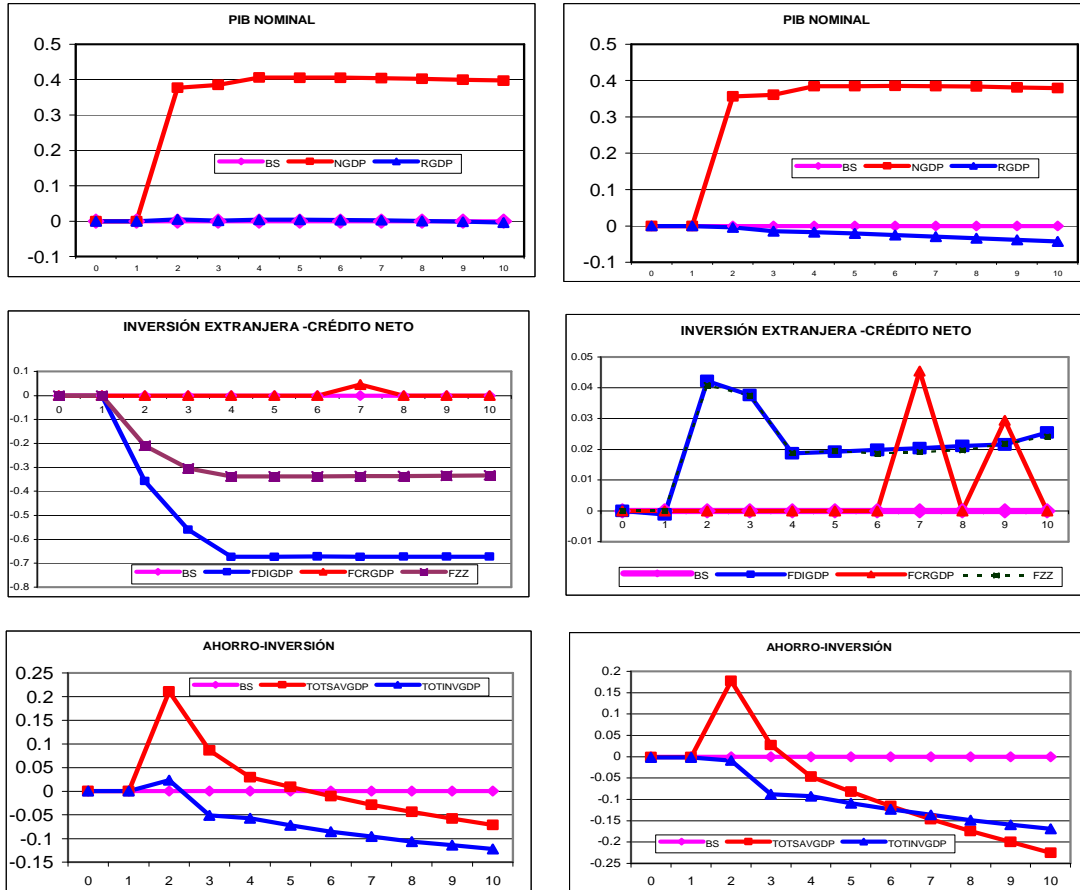 PIB NOMINAL
0.5
0.4
0.3
0.2
0.1
0
-0.1
BS NGDP RGDP
0 1 2 3 4 5 6 7 8 9 10
PIB NOMINAL
0.5
0.4
0.3
0.2
0.1
0
-0.1
BS NGDP RGDP
0 1 2 3 4 5 6 7 8 9 10
INVERSIÓN EXTRANJERA -CRÉDITO NETO
0.1
0
-0.1
-0.2
-0.3
-0.4
-0.5
-0.6
-0.7
-0.8
0 1 2 3 4 5 6 7 8 9 10
BS FDIGDP FCRGDP FZZ
INVERSIÓN EXTRANJERA -CRÉDITO NETO
0.05
0.04
0.03
0.02
0.01
0
-0.01
0 1 2 3 4 5 6 7 8 9 10
BS FDIGDP FCRGDP FZZ
AHORRO-INVERSIÓN
0.25
0.2
0.15
0.1
0.05
0
-0.05
-0.1
-0.15
BS TOTSAVGDP TOTINVGDP
0 1 2 3 4 5 6 7 8 9 10
AHORRO-INVERSIÓN
0.2
0.15
0.1
0.05
0
-0.05
-0.1
-0.15
-0.2
-0.25
BS TOTSAVGDP TOTINVGDP
0 1 2 3 4 5 6 7 8 9 10